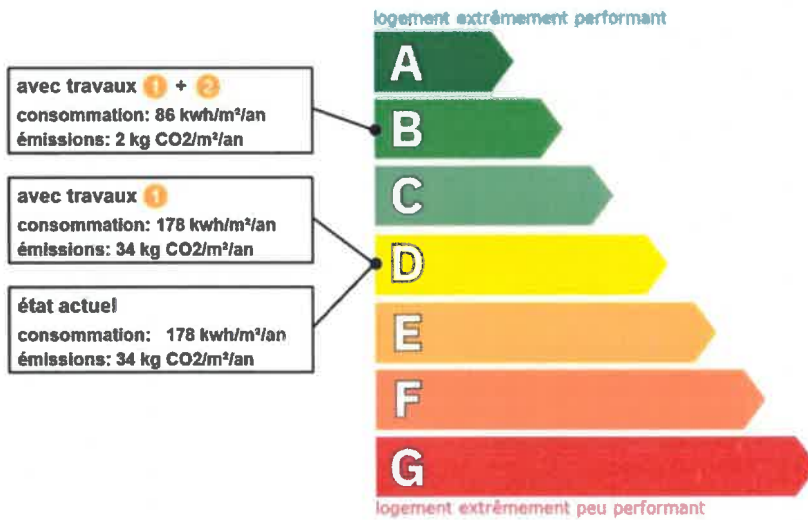 logement extrêmement performant
A
avec travaux 1 + 2
consommation: 86 kwh/m²/an
émissions: 2 kg CO2/m²/an
B
C
avec travaux 1
consommation: 178 kwh/m²/an
émissions: 34 kg CO2/m²/an
D
état actuel
consommation: 178 kwh/m²/an
émissions: 34 kg CO2/m²/an
E
F
G
logement extrêmement peu performant